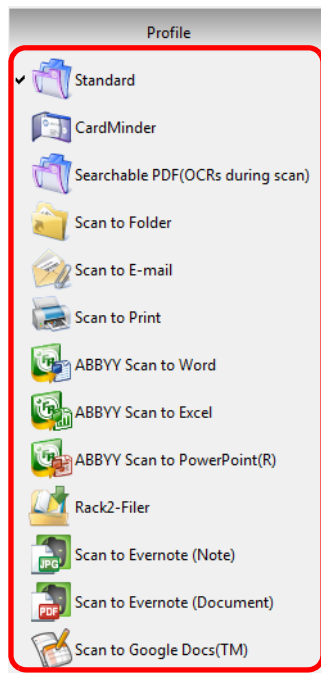 Profile
Standard
CardMinder
Searchable PDF(OCRs during scan)
Scan to Folder
Scan to E-mail
Scan to Print
ABBYY Scan to Word
ABBYY Scan to Excel
ABBYY Scan to PowerPoint(R)
Rack2-Filer
JPG Scan to Evernote (Note)
PDF Scan to Evernote (Document)
Scan to Google Docs(TM)